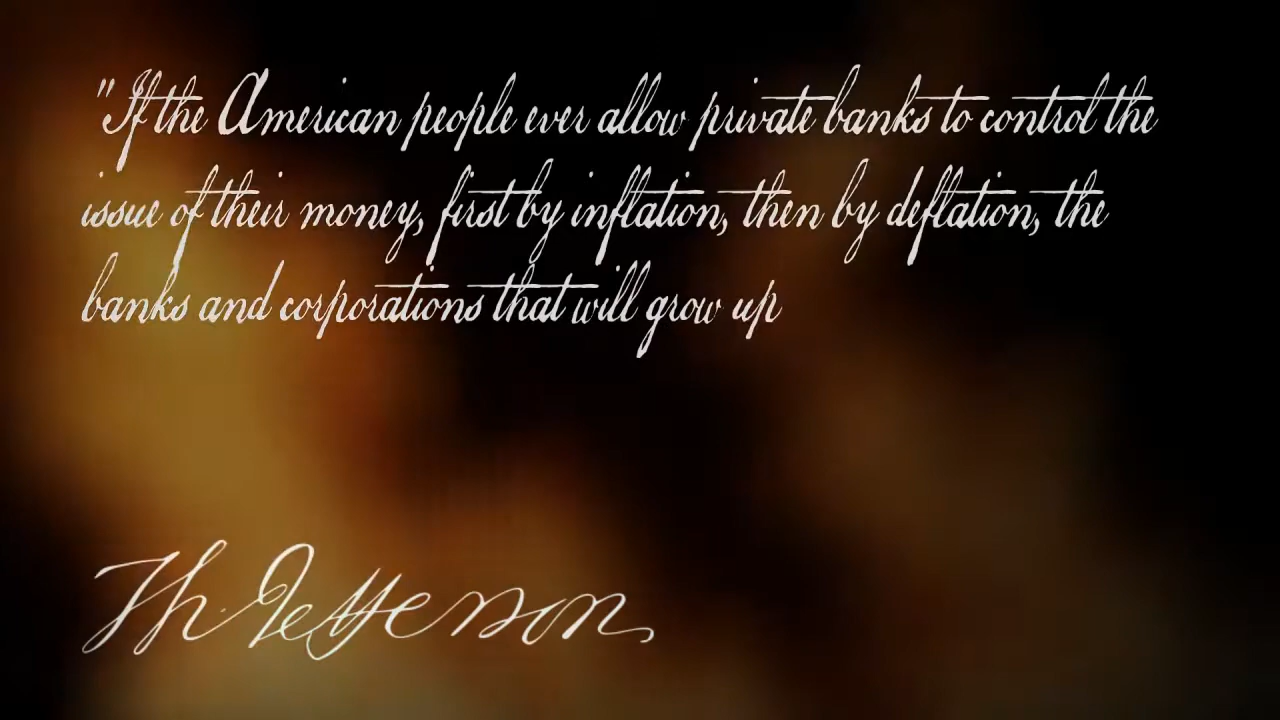 "If the American people ever allow private banks to control the
issue of their money, first by inflation, then by deflation, the
banks and corporations that will grow up
Th. Jefferson